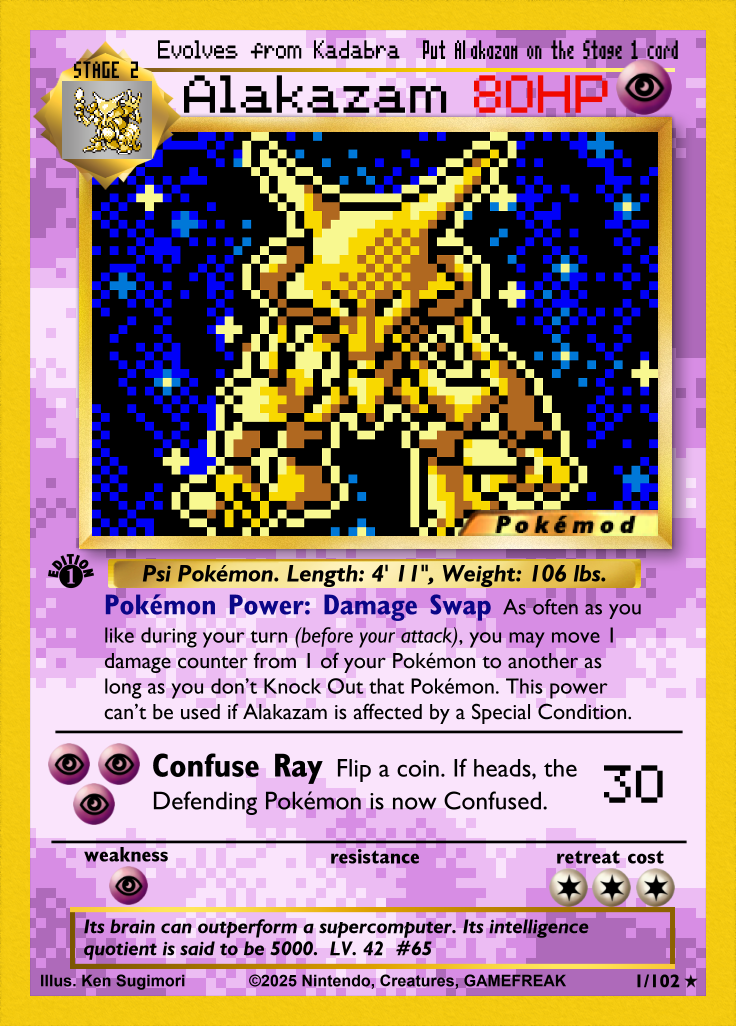 Evolves from Kadabra Put Alakazam on the Stage 1 card
STAGE 2
Alakazam 80HP
Pokémod
EDITION 1
Psi Pokémon. Length: 4' 11", Weight: 106 lbs.
Pokémon Power: Damage Swap As often as you
like during your turn (before your attack), you may move 1
damage counter from 1 of your Pokémon to another as
long as you don't Knock Out that Pokémon. This power
can't be used if Alakazam is affected by a Special Condition.
Confuse Ray Flip a coin. If heads, the
Defending Pokémon is now Confused.
30
weakness resistance retreat cost
Its brain can outperform a supercomputer. Its intelligence
quotient is said to be 5000. LV. 42 #65
Illus. Ken Sugimori ©2025 Nintendo, Creatures, GAMEFREAK 1/102 ★